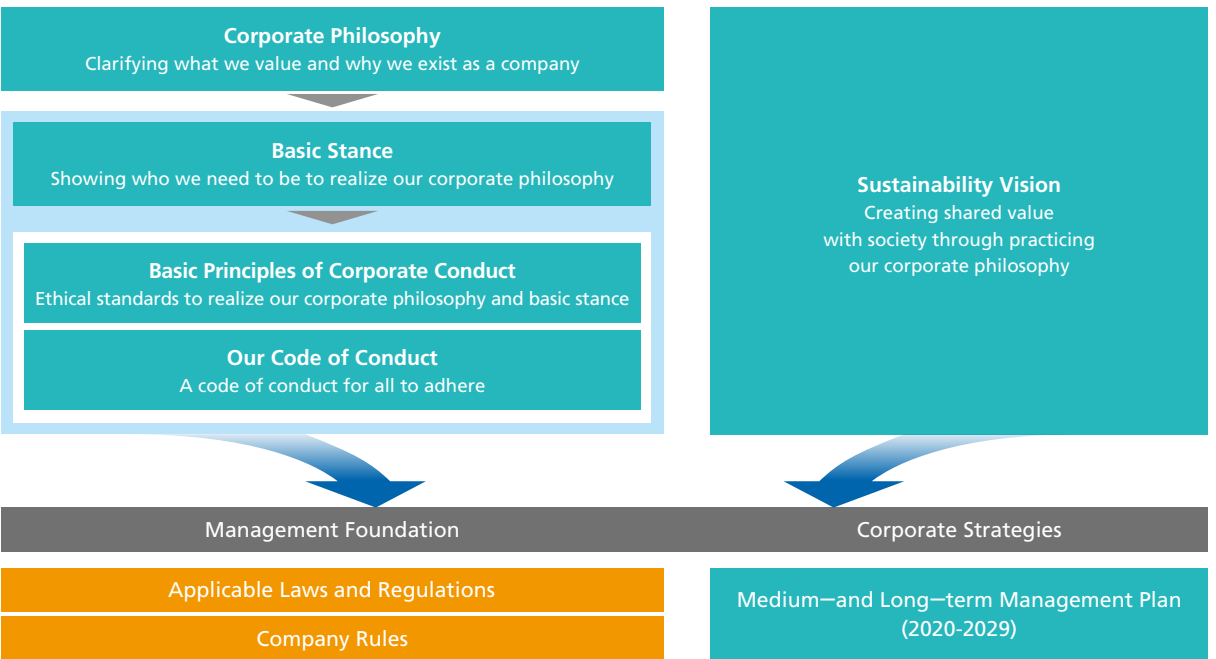 Corporate Philosophy
Clarifying what we value and why we exist as a company
Basic Stance
Showing who we need to be to realize our corporate philosophy
Basic Principles of Corporate Conduct
Ethical standards to realize our corporate philosophy and basic stance
Our Code of Conduct
A code of conduct for all to adhere
Sustainability Vision
Creating shared value
with society through practicing
our corporate philosophy
Management Foundation
Corporate Strategies
Applicable Laws and Regulations
Company Rules
Medium—and Long—term Management Plan
(2020-2029)